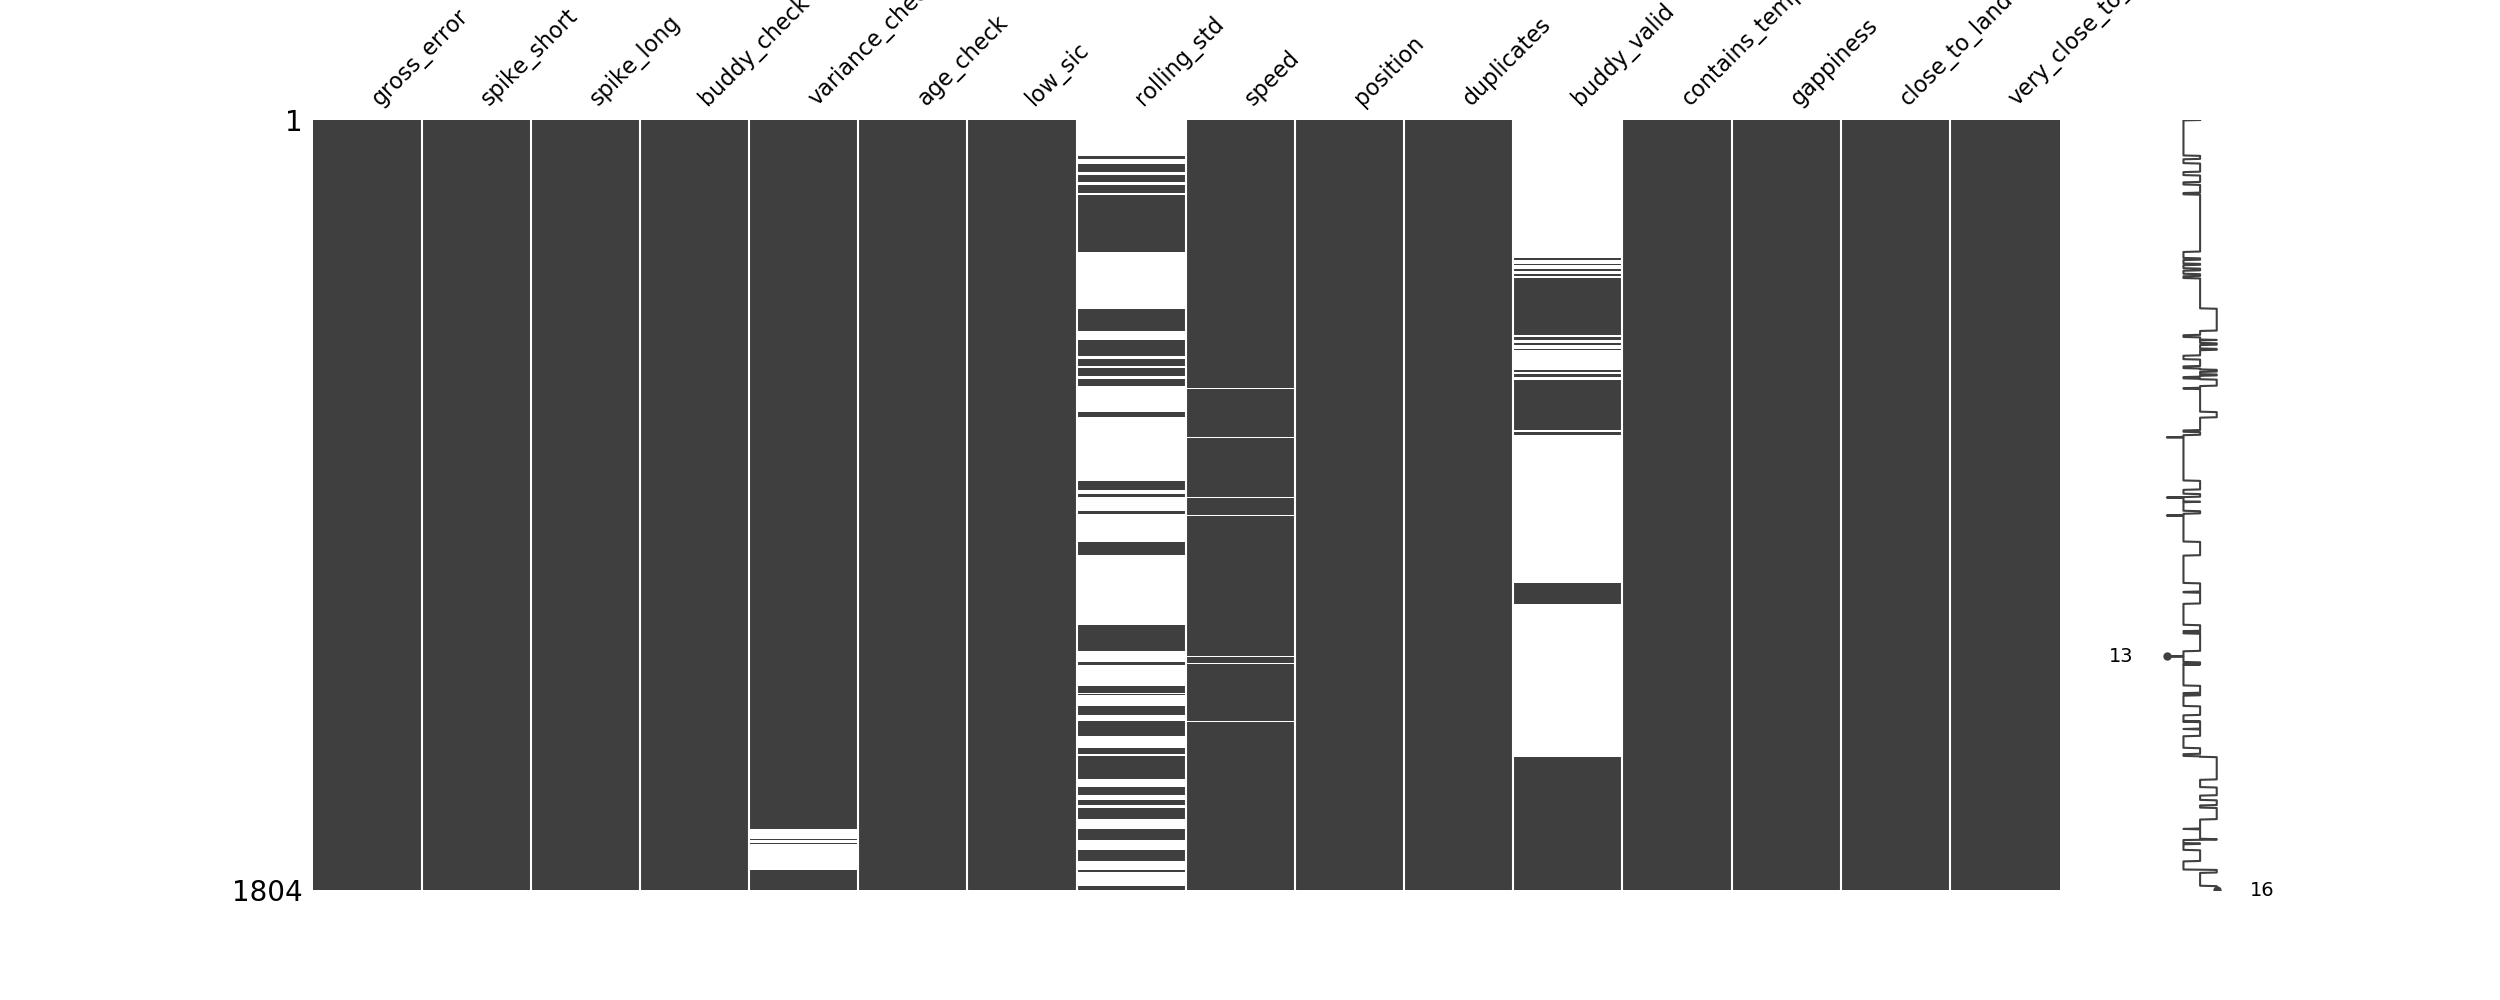 gross_error
spike_short
spike_long
buddy_check
age_check
low_sic
rolling_std
speed
position
duplicates
buddy_valid
gappiness
close_to_land
1
13
1804
16